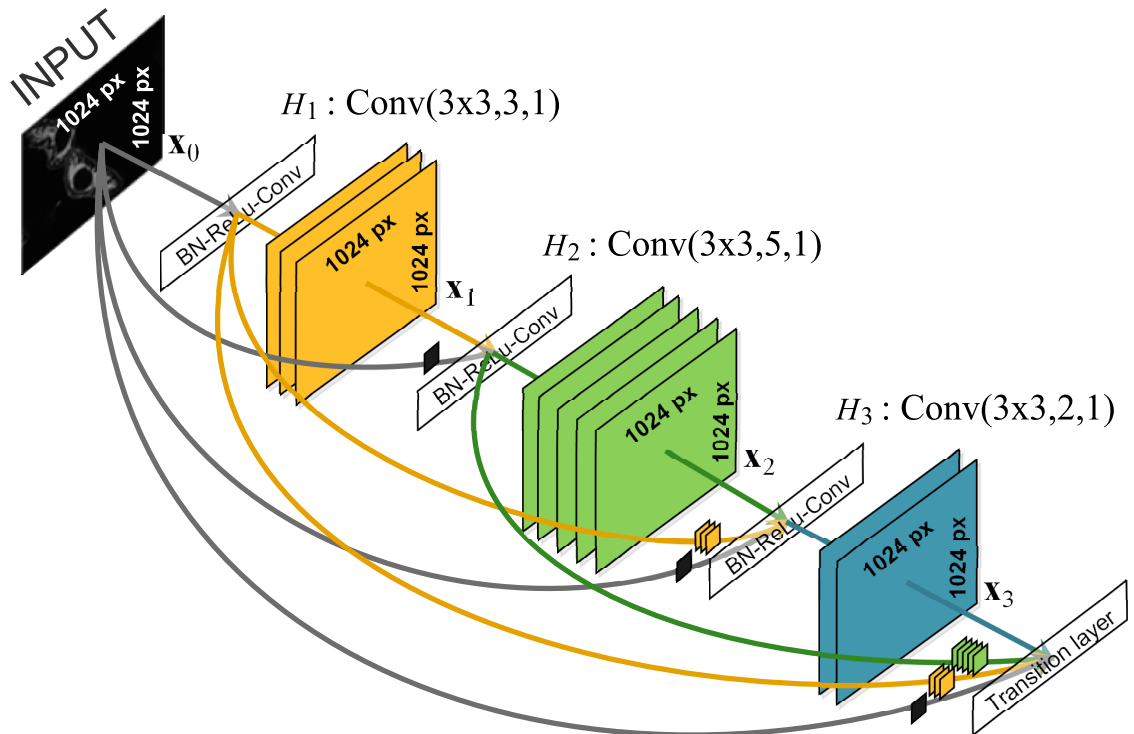 INPUT
1024 px
1024 px
x0
H1 : Conv(3x3,3,1)
BN-ReLu-Conv
1024 px
1024 px
x1
H2 : Conv(3x3,5,1)
BN-ReLu-Conv
1024 px
1024 px
x2
H3 : Conv(3x3,2,1)
BN-ReLu-Conv
1024 px
1024 px
x3
Transition layer